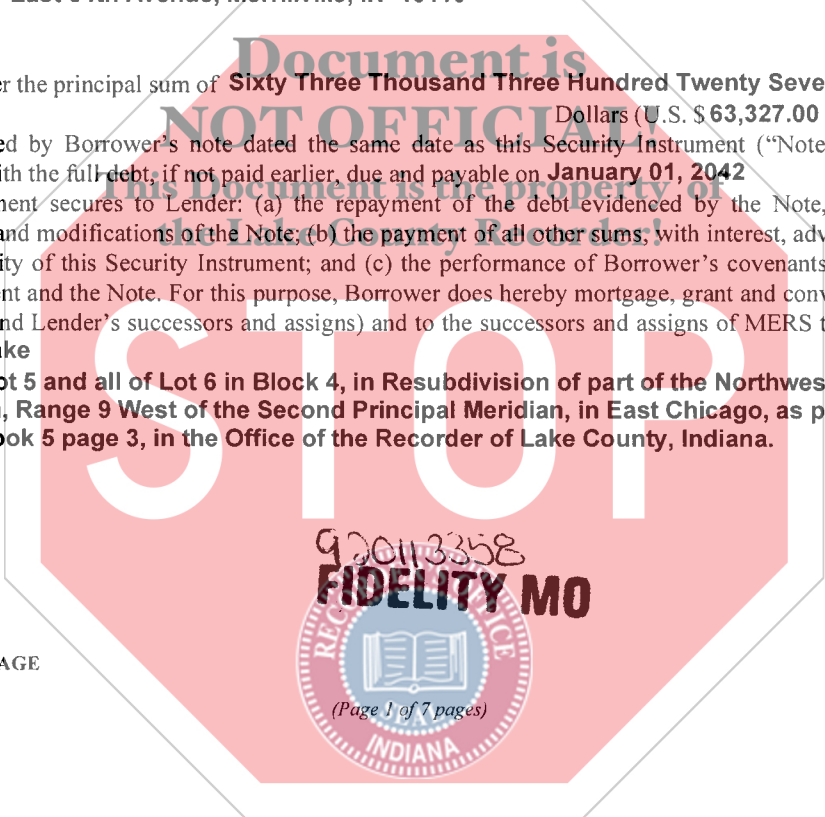 Document is
er the principal sum of Sixty Three Thousand Three Hundred Twenty Seve
NOT OFFICIAL!
Dollars (U.S. $ 63,327.00
ed by Borrower's note dated the same date as this Security Instrument ("Note
ith the full debt, if not paid earlier, due and payable on January 01, 2042
This Document is the property of
nent secures to Lender: (a) the repayment of the debt evidenced by the Note,
the Lake County Recorder!
and modifications of the Note; (b) the payment of all other sums, with interest, adv
ity of this Security Instrument; and (c) the performance of Borrower's covenants
nt and the Note. For this purpose, Borrower does hereby mortgage, grant and conv
nd Lender's successors and assigns) and to the successors and assigns of MERS t
ake
ot 5 and all of Lot 6 in Block 4, in Resubdivision of part of the Northwes
, Range 9 West of the Second Principal Meridian, in East Chicago, as p
ook 5 page 3, in the Office of the Recorder of Lake County, Indiana.
STOP
920113358
FIDELITY MO
RECORDER'S OFFICE
AGE
SEAL
(Page 1 of 7 pages)
INDIANA